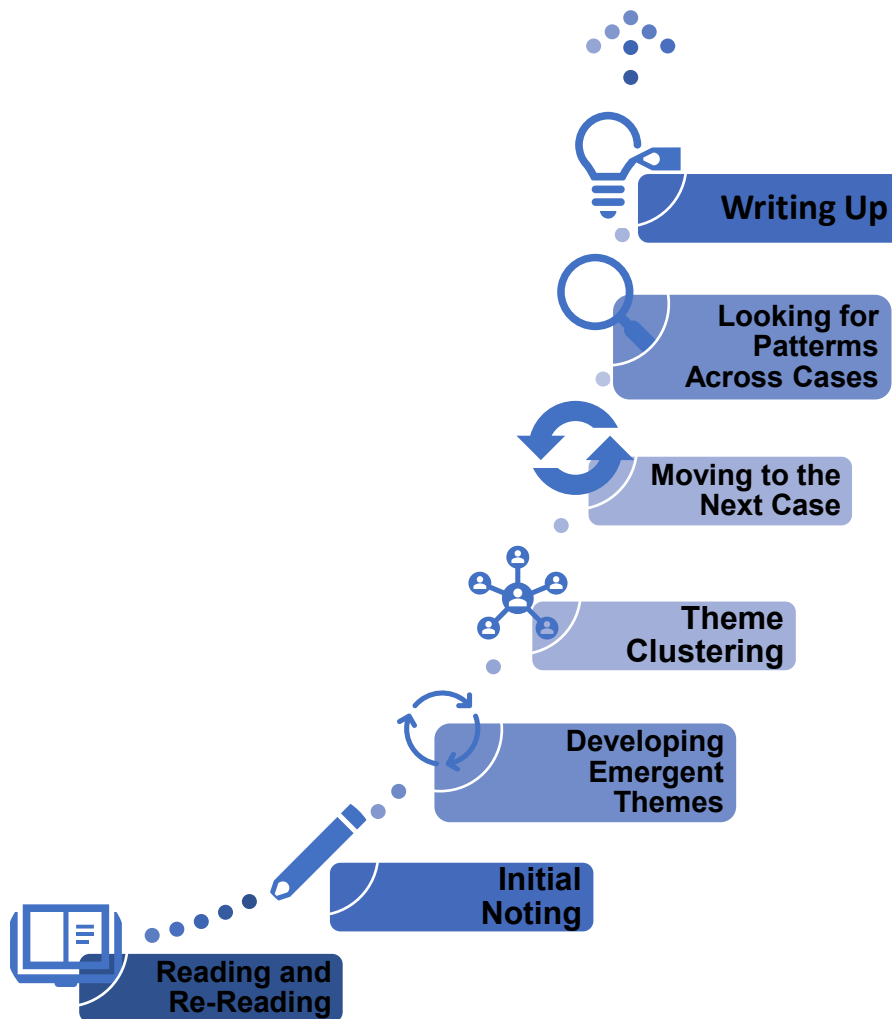 Writing Up
Looking for
Patterms
Across Cases
Moving to the
Next Case
Theme
Clustering
Developing
Emergent
Themes
Initial
Noting
Reading and
Re-Reading